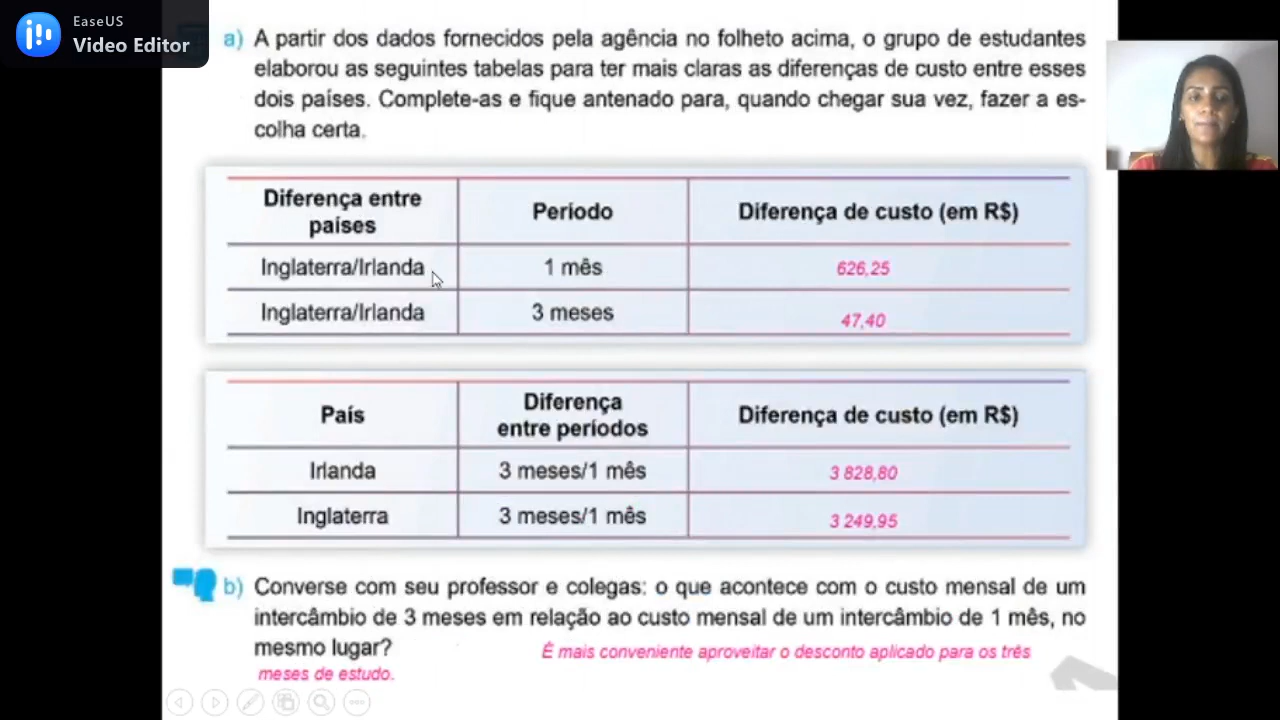 EaseUS
Video Editor
a) A partir dos dados fornecidos pela agência no folheto acima, o grupo de estudantes
elaborou as seguintes tabelas para ter mais claras as diferenças de custo entre esses
dois países. Complete-as e fique antenado para, quando chegar sua vez, fazer a es-
colha certa.
Diferença entre
países
Período
Diferença de custo (em R$)
Inglaterra/Irlanda
1 mês
626,25
Inglaterra/Irlanda
3 meses
47,40
País
Diferença
entre períodos
Diferença de custo (em R$)
Irlanda
3 meses/1 mês
3 828,80
Inglaterra
3 meses/1 mês
3 249,95
b) Converse com seu professor e colegas: o que acontece com o custo mensal de um
intercâmbio de 3 meses em relação ao custo mensal de um intercâmbio de 1 mês, no
mesmo lugar?
É mais conveniente aproveitar o desconto aplicado para os três
meses de estudo.